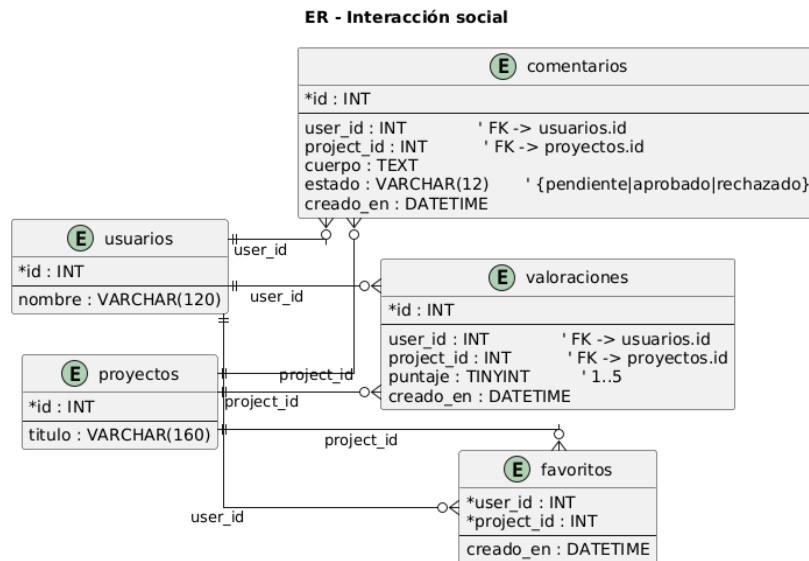 ER - Interacción social
E comentarios
*id : INT
user_id : INT ' FK -> usuarios.id
project_id : INT ' FK -> proyectos.id
cuerpo : TEXT
estado : VARCHAR(12) ' {pendiente|aprobado|rechazado}
creado_en : DATETIME
E usuarios
*id : INT
nombre : VARCHAR(120)
user_id
user_id
E valoraciones
*id : INT
user_id : INT ' FK -> usuarios.id
project_id : INT ' FK -> proyectos.id
puntaje : TINYINT ' 1..5
creado_en : DATETIME
E proyectos
*id : INT
titulo : VARCHAR(160)
project_id
project_id
project_id
E favoritos
*user_id : INT
*project_id : INT
creado_en : DATETIME
user_id